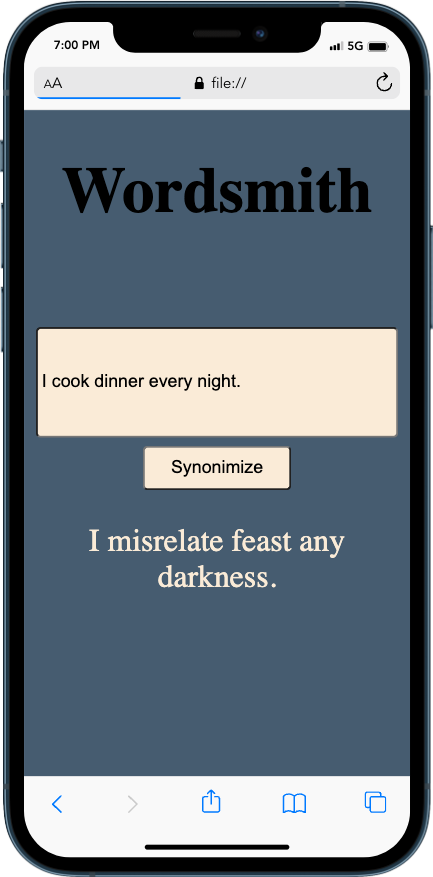 7:00 PM 5G
AA file://
Wordsmith
I cook dinner every night.
Synonimize
I misrelate feast any
darkness.